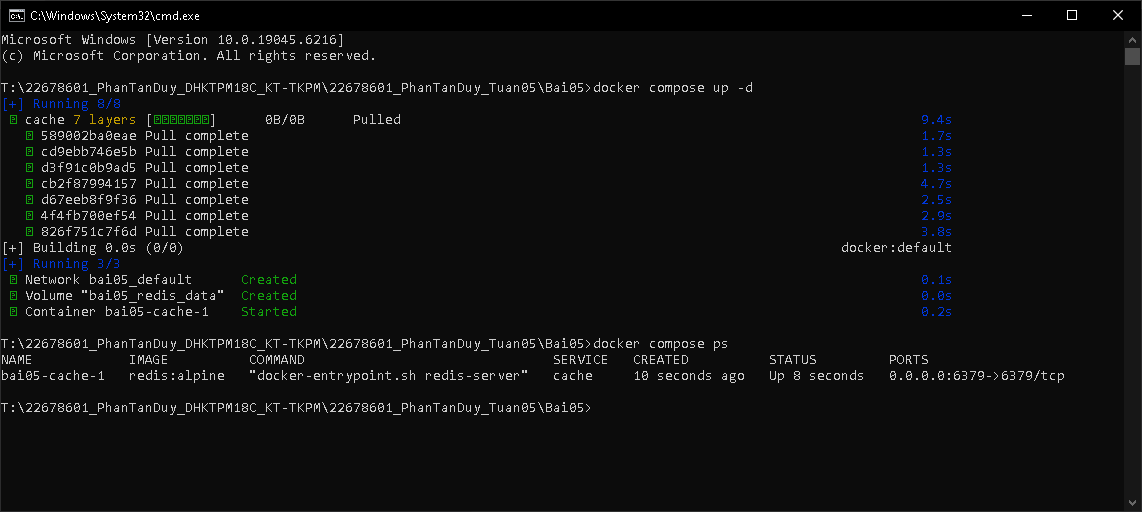 C:\Windows\System32\cmd.exe
Microsoft Windows [Version 10.0.19045.6216]
(c) Microsoft Corporation. All rights reserved.
T:\22678601_PhanTanDuy_DHKTPM18C_KT-TKPM\22678601_PhanTanDuy_Tuan05\Bai05>docker compose up -d
[+] Running 8/8
cache 7 layers [ ] 0B/0B Pulled 9.4s
589002ba0eae Pull complete 1.7s
cd9ebb746e5b Pull complete 1.3s
d3f91c0b9ad5 Pull complete 1.3s
cb2f87994157 Pull complete 4.7s
d67eeb8f9f36 Pull complete 2.5s
4f4fb700ef54 Pull complete 2.9s
826f751c7f6d Pull complete 3.8s
[+] Building 0.0s (0/0) docker:default
[+] Running 3/3
Network bai05_default Created 0.1s
Volume "bai05_redis_data" Created 0.0s
Container bai05-cache-1 Started 0.2s
T:\22678601_PhanTanDuy_DHKTPM18C_KT-TKPM\22678601_PhanTanDuy_Tuan05\Bai05>docker compose ps
NAME IMAGE COMMAND SERVICE CREATED STATUS PORTS
bai05-cache-1 redis:alpine "docker-entrypoint.sh redis-server" cache 10 seconds ago Up 8 seconds 0.0.0.0:6379->6379/tcp
T:\22678601_PhanTanDuy_DHKTPM18C_KT-TKPM\22678601_PhanTanDuy_Tuan05\Bai05>